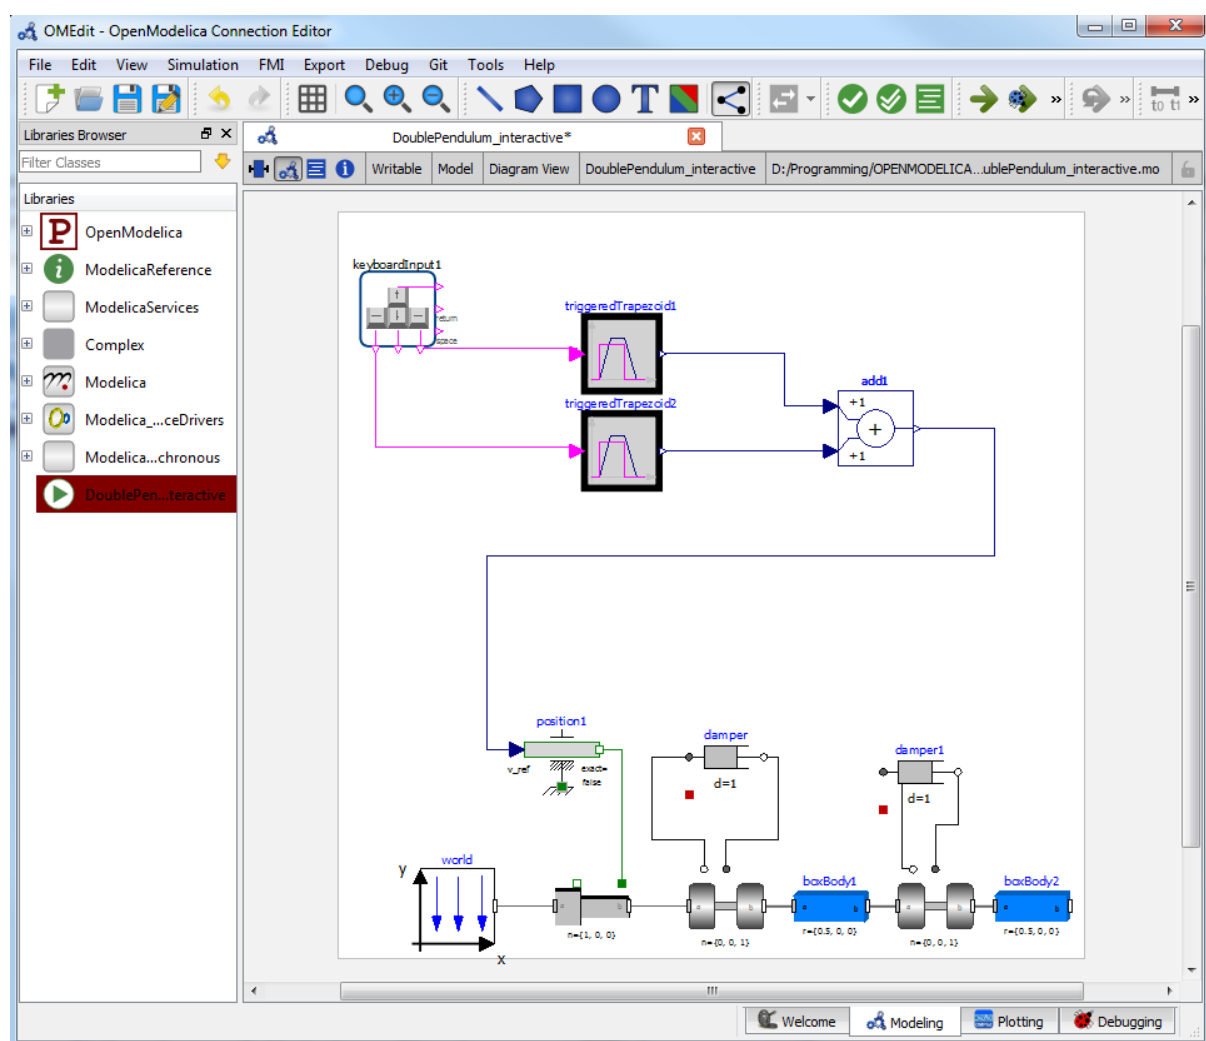 OMEdit - OpenModelica Connection Editor
File Edit View Simulation FMI Export Debug Git Tools Help
T » » to t1 »
Libraries Browser
DoublePendulum_interactive*
Filter Classes
Writable Model Diagram View DoublePendulum_interactive D:/Programming/OPENMODELICA...ublePendulum_interactive.mo
Libraries
P OpenModelica
i ModelicaReference
ModelicaServices
Complex
Modelica
Modelica_...ceDrivers
Modelica...chronous
DoublePen...teractive
keyboardInput1
return
space
triggeredTrapezoid1
triggeredTrapezoid2
add1
+1
+
+1
position1
v_ref
exact=
false
damper
d=1
damper1
d=1
world
y
x
a b
n={1, 0, 0}
a b
n={0, 0, 1}
boxBody1
a b
r={0.5, 0, 0}
a b
n={0, 0, 1}
boxBody2
a b
r={0.5, 0, 0}
Welcome Modeling Plotting Debugging